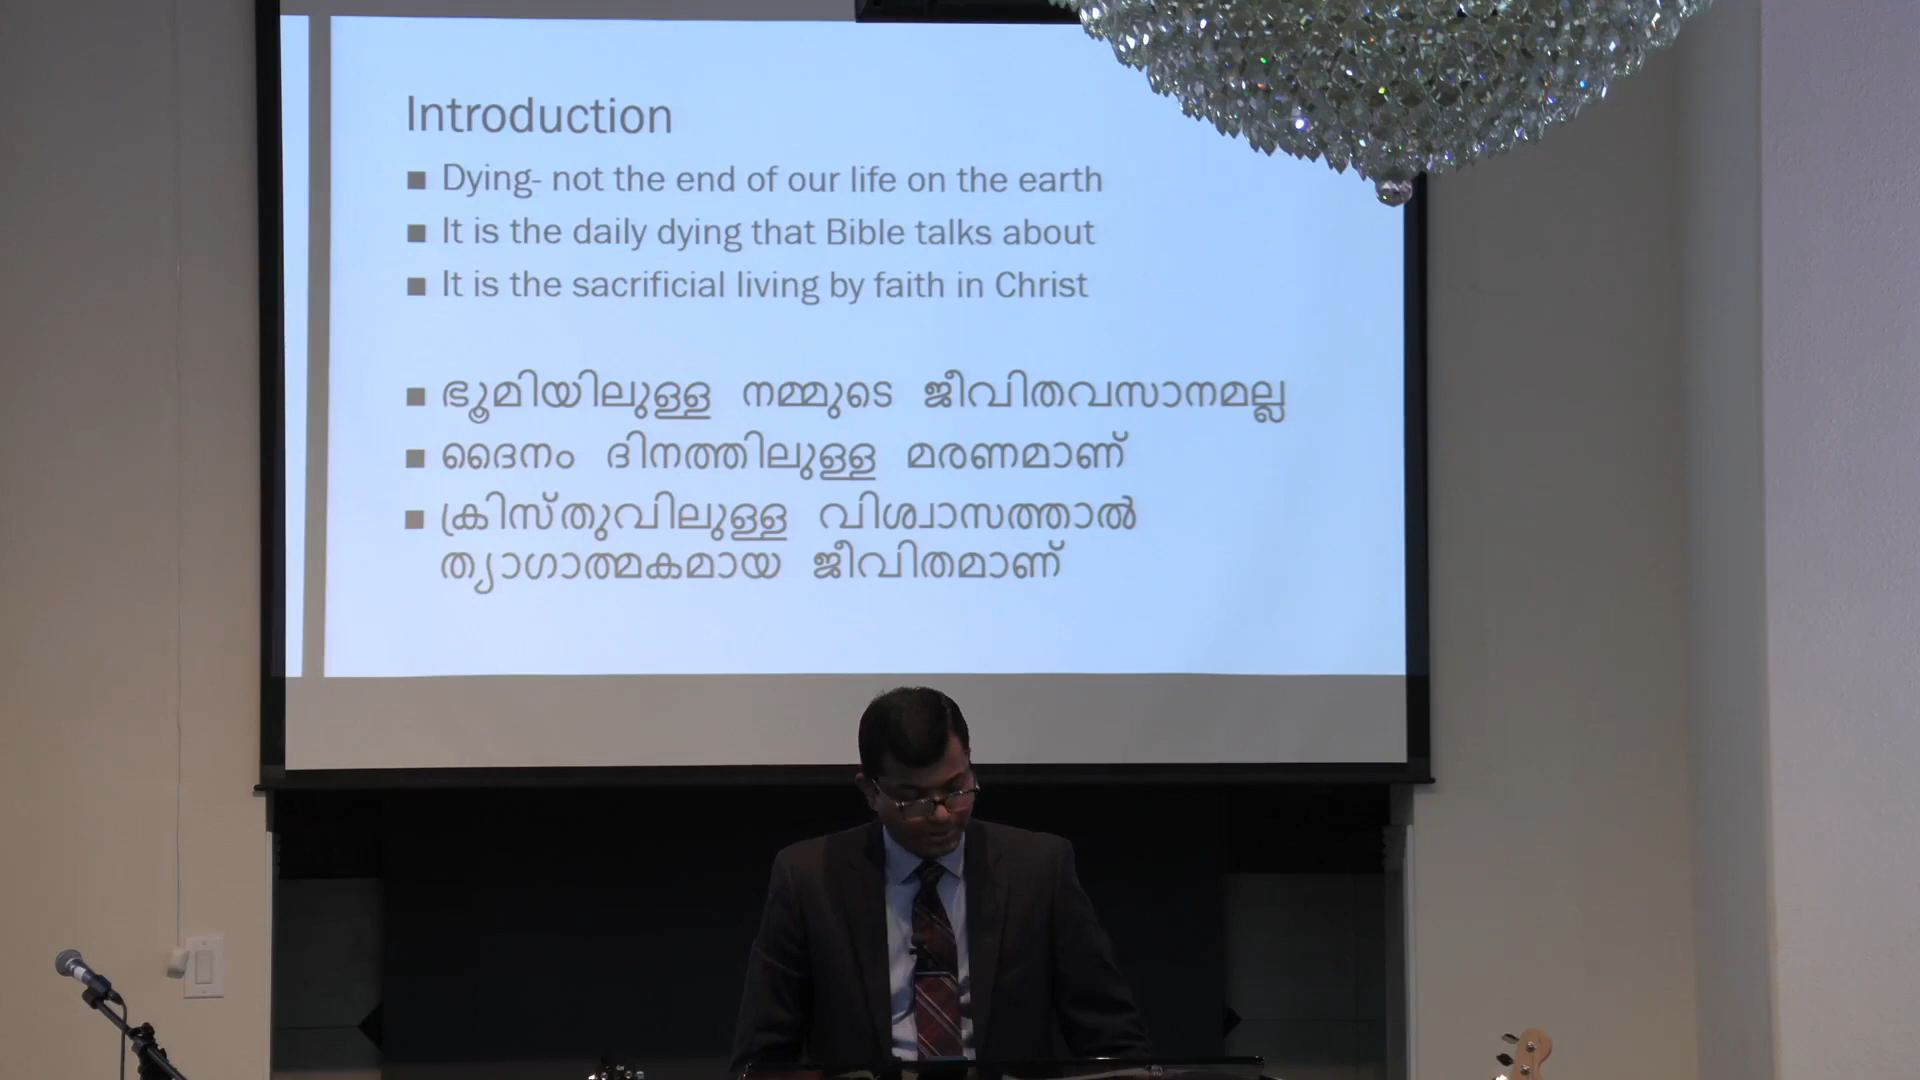 Introduction
■ Dying- not the end of our life on the earth
■ It is the daily dying that Bible talks about
■ It is the sacrificial living by faith in Christ
■ ഭൂമിയിലുള്ള നമ്മുടെ ജീവിതവസാനമല്ല
■ ദൈനം ദിനത്തിലുള്ള മരണമാണ്
■ ക്രിസ്തുവിലുള്ള വിശ്വാസത്താൽ
ത്യാഗാത്മകമായ ജീവിതമാണ്